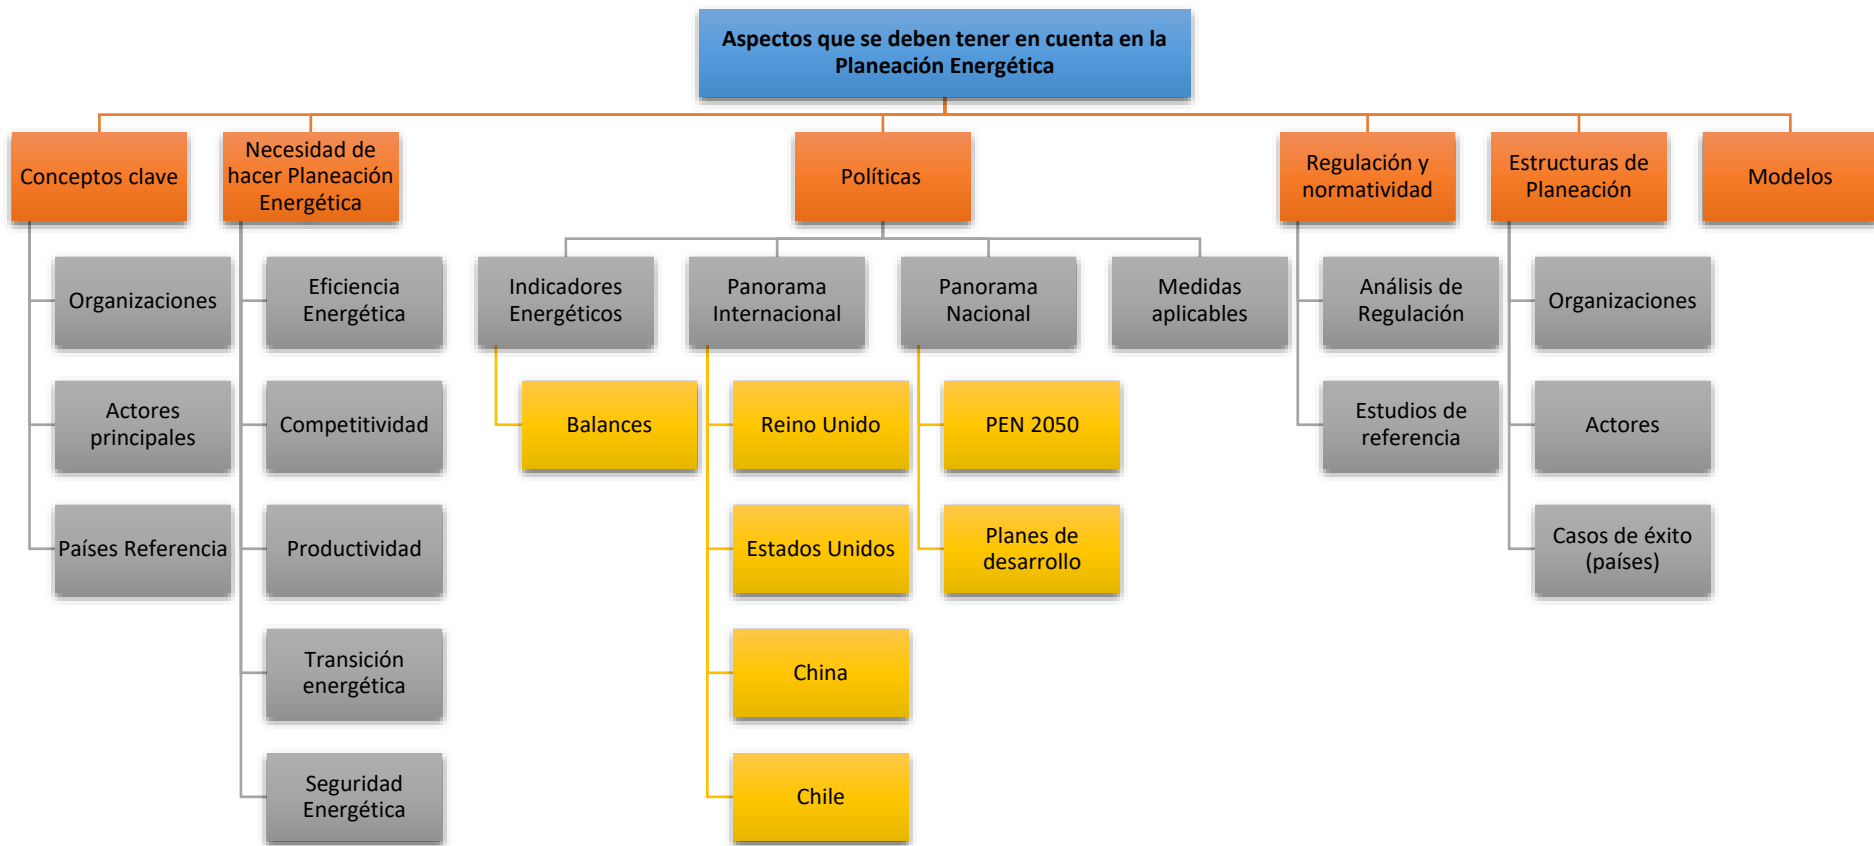 Aspectos que se deben tener en cuenta en la
Planeación Energética
Conceptos clave
Necesidad de
hacer Planeación
Energética
Políticas
Regulación y
normatividad
Estructuras de
Planeación
Modelos
Organizaciones
Actores
principales
Países Referencia
Eficiencia
Energética
Competitividad
Productividad
Transición
energética
Seguridad
Energética
Indicadores
Energéticos
Balances
Panorama
Internacional
Reino Unido
Estados Unidos
China
Chile
Panorama
Nacional
PEN 2050
Planes de
desarrollo
Medidas
aplicables
Análisis de
Regulación
Estudios de
referencia
Organizaciones
Actores
Casos de éxito
(países)